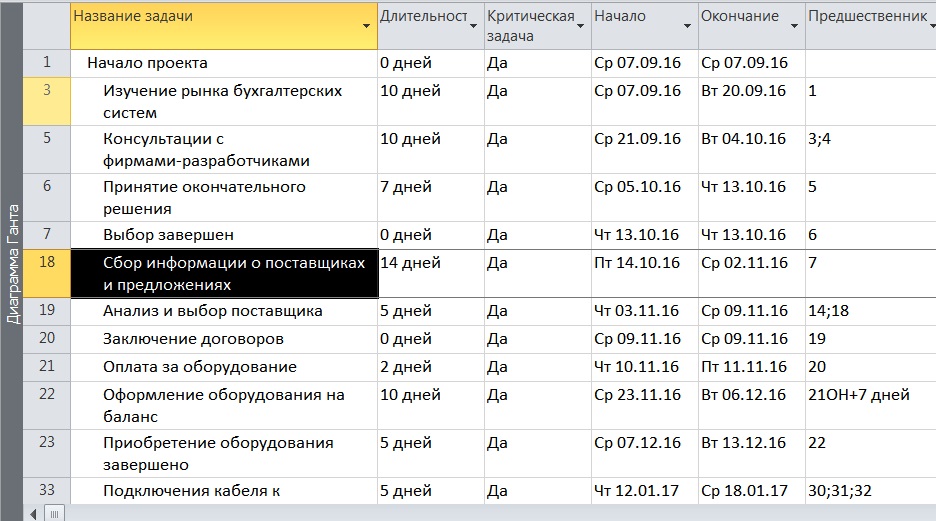 Название задачи Длительност Критическая задача Начало Окончание Предшественник
1 Начало проекта 0 дней Да Ср 07.09.16 Ср 07.09.16
3 Изучение рынка бухгалтерских 10 дней Да Ср 07.09.16 Вт 20.09.16 1
систем
5 Консультации с 10 дней Да Ср 21.09.16 Вт 04.10.16 3;4
фирмами-разработчиками
6 Принятие окончательного 7 дней Да Ср 05.10.16 Чт 13.10.16 5
решения
7 Выбор завершен 0 дней Да Чт 13.10.16 Чт 13.10.16 6
18 Сбор информации о поставщиках 14 дней Да Пт 14.10.16 Ср 02.11.16 7
и предложениях
19 Анализ и выбор поставщика 5 дней Да Чт 03.11.16 Ср 09.11.16 14;18
20 Заключение договоров 0 дней Да Ср 09.11.16 Ср 09.11.16 19
21 Оплата за оборудование 2 дней Да Чт 10.11.16 Пт 11.11.16 20
22 Оформление оборудования на 10 дней Да Ср 23.11.16 Вт 06.12.16 21ОН+7 дней
баланс
23 Приобретение оборудования 5 дней Да Ср 07.12.16 Вт 13.12.16 22
завершено
33 Подключения кабеля к 5 дней Да Чт 12.01.17 Ср 18.01.17 30;31;32
Диаграмма Ганта